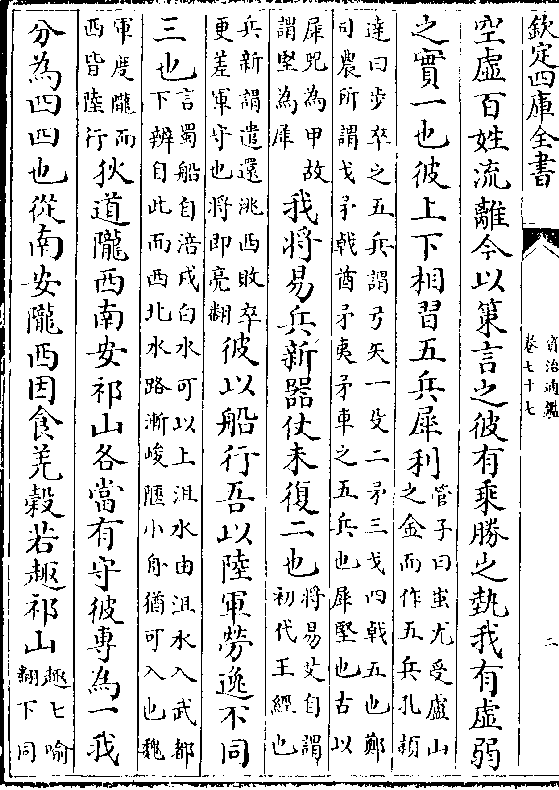 欽定四庫全書
資治通鑑
卷七十七
二
空虛百姓流離今以策言之彼有乘勝之埶我有虛弱
之實一也彼上下相習五兵犀利管子曰蚩尤受盧山之金而作五兵孔頴
達曰步卒之五兵謂弓矢一殳二矛三戈四戟五也鄭司農所謂戈矛戟酋矛夷矛車之五兵也犀堅也古以
犀兕為甲故謂堅為犀我將易兵新器仗未復二也將易艾自謂初代王經也
兵新謂遣還洮西敗卒更差軍守也將即亮翻彼以船行吾以陸軍勞逸不同
三也言蜀船自涪戍白水可以上沮水由沮水入武都下辨自此而西北水路漸峻隘小舟猶可入也魏
軍度隴而西皆陸行狄道隴西南安祁山各當有守彼專為一我
分為四四也從南安隴西因食羌穀若趣祁山趣七喻翻下同